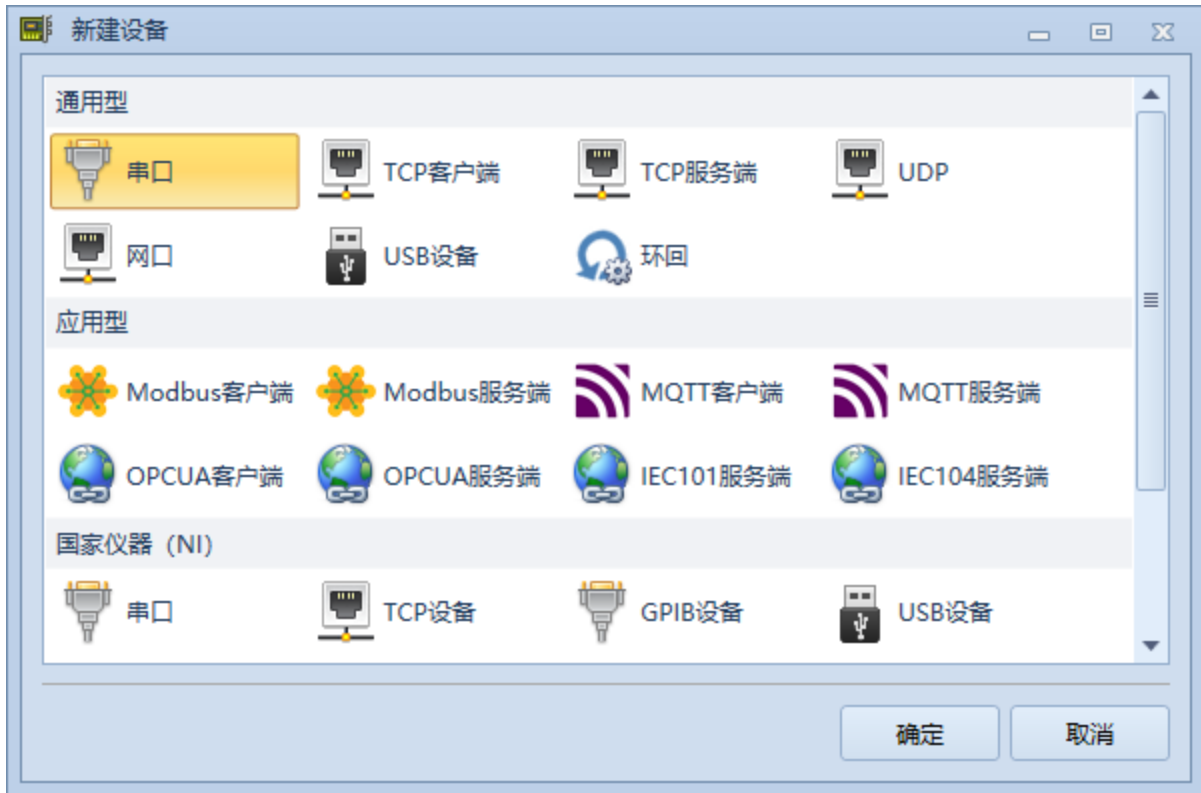 新建设备
通用型
串口 TCP客户端 TCP服务端 UDP
网口 USB设备 环回
应用型
Modbus客户端 Modbus服务端 MQTT客户端 MQTT服务端
OPCUA客户端 OPCUA服务端 IEC101服务端 IEC104服务端
国家仪器（NI）
串口 TCP设备 GPIB设备 USB设备
确定 取消